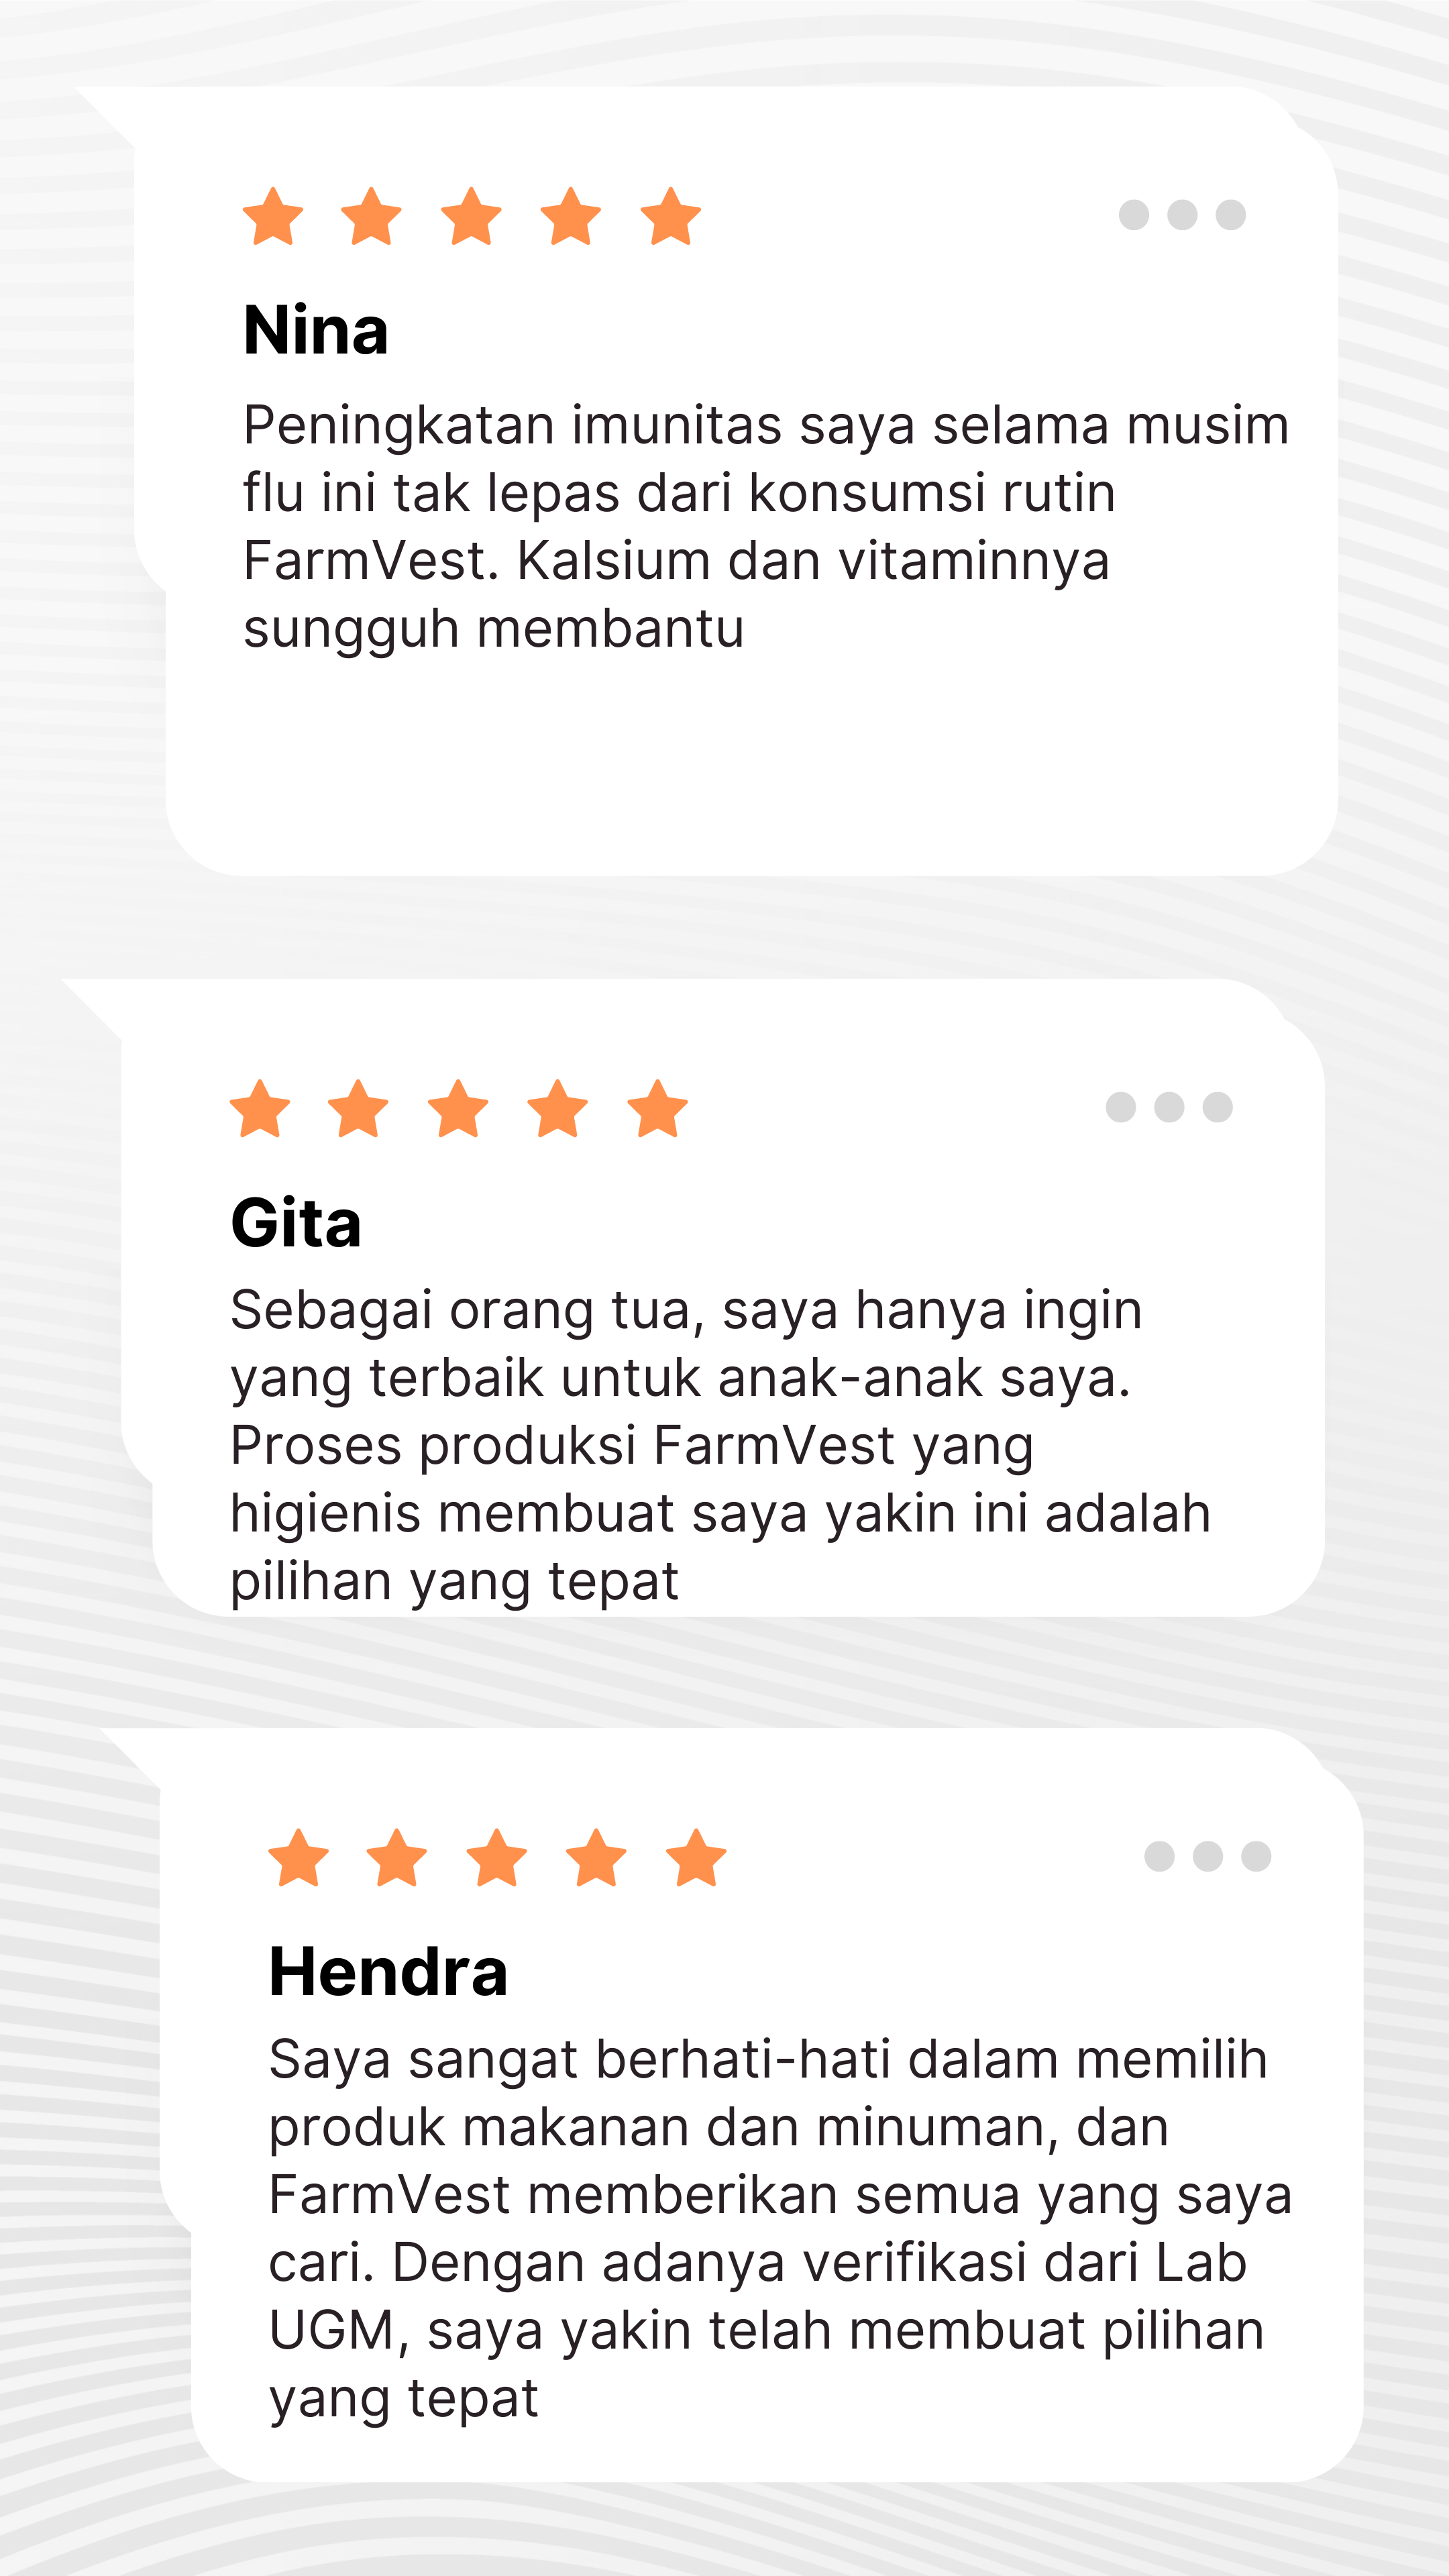 Nina
Peningkatan imunitas saya selama musim
flu ini tak lepas dari konsumsi rutin
FarmVest. Kalsium dan vitaminnya
sungguh membantu
Gita
Sebagai orang tua, saya hanya ingin
yang terbaik untuk anak-anak saya.
Proses produksi FarmVest yang
higienis membuat saya yakin ini adalah
pilihan yang tepat
Hendra
Saya sangat berhati-hati dalam memilih
produk makanan dan minuman, dan
FarmVest memberikan semua yang saya
cari. Dengan adanya verifikasi dari Lab
UGM, saya yakin telah membuat pilihan
yang tepat